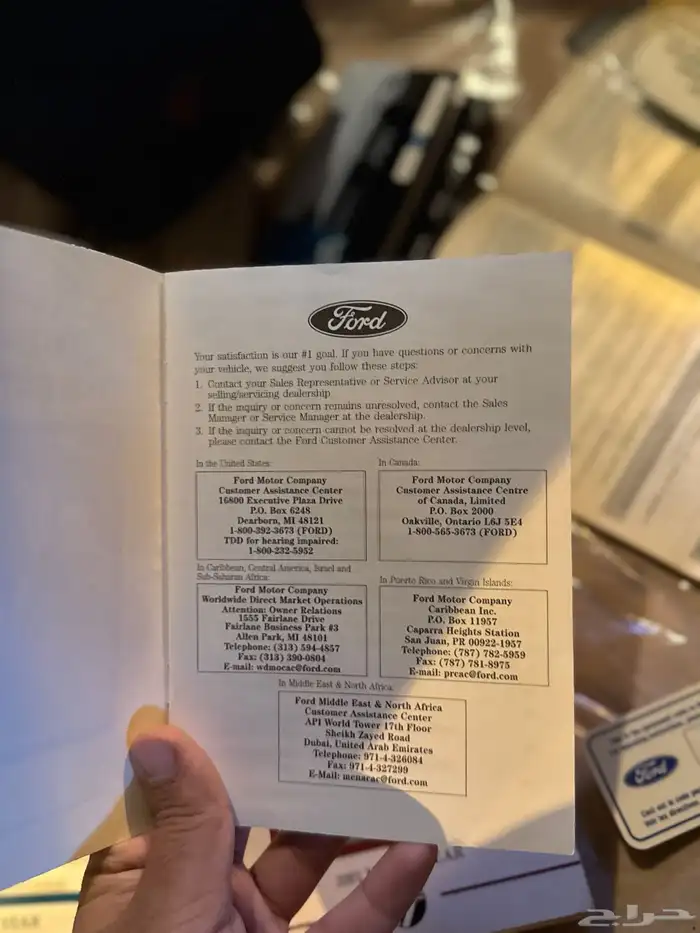 Ford
Your satisfaction is our #1 goal. If you have questions or concerns with
your vehicle, we suggest you follow these steps:
1. Contact your Sales Representative or Service Advisor at your
selling/servicing dealership
2. If the inquiry or concern remains unresolved, contact the Sales
Manager or Service Manager at the dealership.
3. If the inquiry or concern cannot be resolved at the dealership level,
please contact the Ford Customer Assistance Center.
In the United States:
Ford Motor Company
Customer Assistance Center
16800 Executive Plaza Drive
P.O. Box 6248
Dearborn, MI 48121
1-800-392-3673 (FORD)
TDD for hearing impaired:
1-800-232-5952
In Canada:
Ford Motor Company
Customer Assistance Centre
of Canada, Limited
P.O. Box 2000
Oakville, Ontario L6J 5E4
1-800-565-3673 (FORD)
In Caribbean, Central America, Israel and
Sub-Saharan Africa:
Ford Motor Company
Worldwide Direct Market Operations
Attention: Owner Relations
1555 Fairlane Drive
Fairlane Business Park #3
Allen Park, MI 48101
Telephone: (313) 594-4857
Fax: (313) 390-0804
E-mail: wdmocac@ford.com
In Puerto Rico and Virgin Islands:
Ford Motor Company
Caribbean Inc.
P.O. Box 11957
Caparra Heights Station
San Juan, PR 00922-1957
Telephone: (787) 782-5959
Fax: (787) 781-8975
E-mail: prcac@ford.com
In Middle East & North Africa
Ford Middle East & North Africa
Customer Assistance Center
API World Tower 17th Floor
Sheikh Zayed Road
Dubai, United Arab Emirates
Telephone: 971-4-326084
Fax: 971-4-327299
E-Mail: menacac@ford.com
Ford
حراج